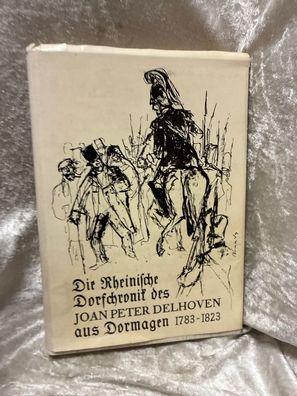 Die Rheinische
Dorfchronik des
JOAN PETER DELHOVEN
aus Dormagen 1783-1823